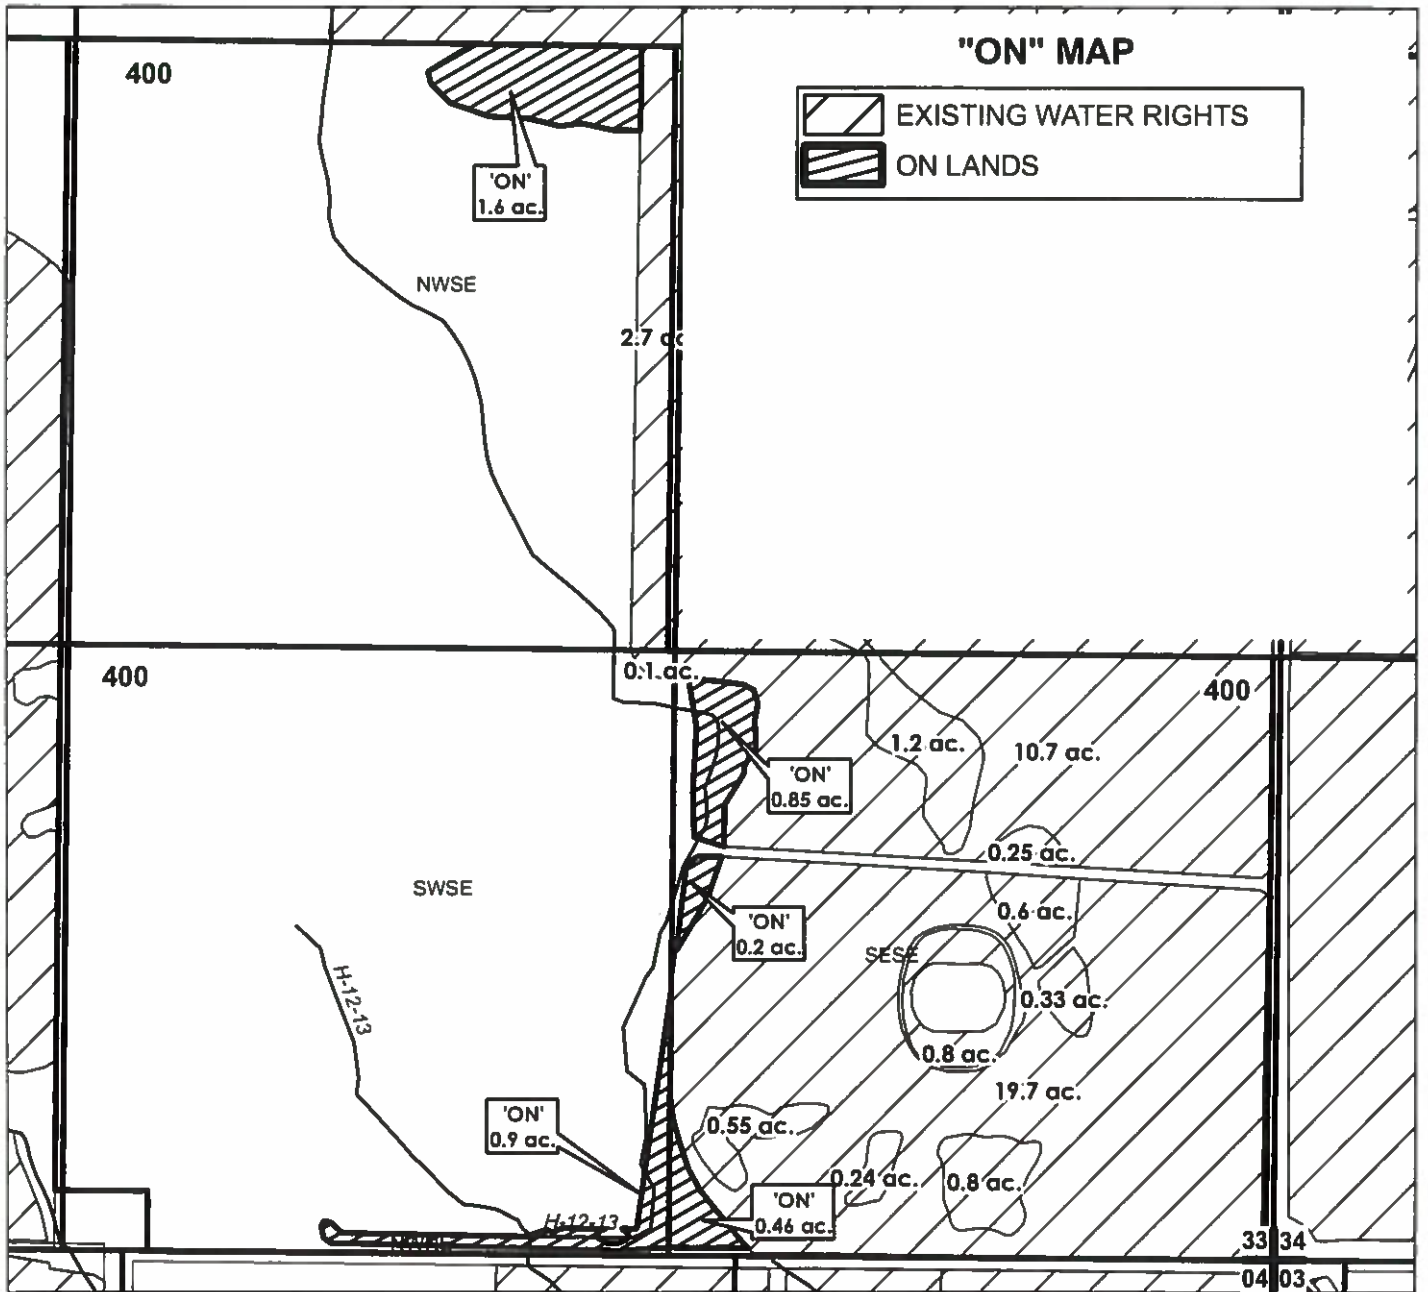 "ON" MAP
EXISTING WATER RIGHTS
ON LANDS
400
'ON'
1.6 ac.
NWSE
2.7 ac
0.1 ac.
400
400
1.2 ac.
10.7 ac.
'ON'
0.85 ac.
0.25 ac.
SWSE
0.6 ac.
'ON'
0.2 ac.
SESE
H-12-13
0.33 ac.
0.8 ac.
19.7 ac.
'ON'
0.9 ac.
0.55 ac.
0.24 ac.
0.8 ac.
'ON'
0.46 ac.
H-12-13
33 34
04 03